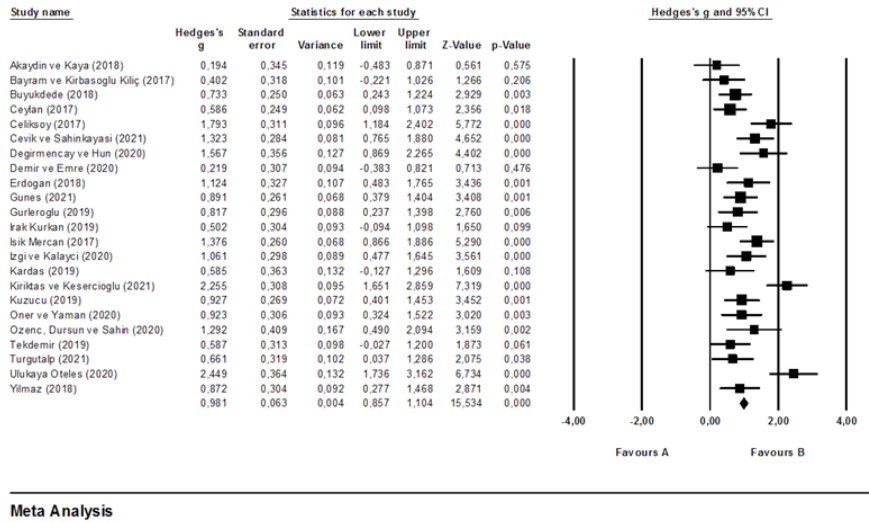 Study name Statistics for each study Hedges's g and 95% CI
Hedges's g Standard error Variance Lower limit Upper limit Z-Value p-Value
Akaydin ve Kaya (2018) 0,194 0,345 0,119 -0,483 0,871 0,561 0,575
Bayram ve Kirbasoglu Kiliç (2017) 0,402 0,318 0,101 -0,221 1,026 1,266 0,206
Buyukdede (2018) 0,733 0,250 0,063 0,243 1,224 2,929 0,003
Ceylan (2017) 0,586 0,249 0,062 0,098 1,073 2,356 0,018
Celiksoy (2017) 1,793 0,311 0,096 1,184 2,402 5,772 0,000
Cevik ve Sahinkayasi (2021) 1,323 0,284 0,081 0,765 1,880 4,652 0,000
Degirmencay ve Hun (2020) 1,567 0,356 0,127 0,869 2,265 4,402 0,000
Demir ve Emre (2020) 0,219 0,307 0,094 -0,383 0,821 0,713 0,476
Erdogan (2018) 1,124 0,327 0,107 0,483 1,765 3,436 0,001
Gunes (2021) 0,891 0,261 0,068 0,379 1,404 3,408 0,001
Gurleroglu (2019) 0,817 0,296 0,088 0,237 1,398 2,760 0,006
Irak Kurkan (2019) 0,502 0,304 0,093 -0,094 1,098 1,650 0,099
Isik Mercan (2017) 1,376 0,260 0,068 0,866 1,886 5,290 0,000
Izgi ve Kalayci (2020) 1,061 0,298 0,089 0,477 1,645 3,561 0,000
Kardas (2019) 0,585 0,363 0,132 -0,127 1,296 1,609 0,108
Kiriktas ve Kesercioglu (2021) 2,255 0,308 0,095 1,651 2,859 7,319 0,000
Kuzucu (2019) 0,927 0,269 0,072 0,401 1,453 3,452 0,001
Oner ve Yaman (2020) 0,923 0,306 0,094 0,324 1,522 3,020 0,003
Ozenc, Dursun ve Sahin (2020) 1,292 0,409 0,167 0,490 2,094 3,159 0,002
Tekdemir (2019) 0,587 0,313 0,098 -0,027 1,200 1,873 0,061
Turgutalp (2021) 0,661 0,319 0,102 0,037 1,286 2,075 0,038
Ulukaya Oteles (2020) 2,449 0,364 0,132 1,736 3,162 6,734 0,000
Yilmaz (2018) 0,872 0,304 0,092 0,277 1,468 2,871 0,004
0,981 0,063 0,004 0,857 1,104 15,534 0,000
-4,00 -2,00 0,00 2,00 4,00
Favours A Favours B
Meta Analysis